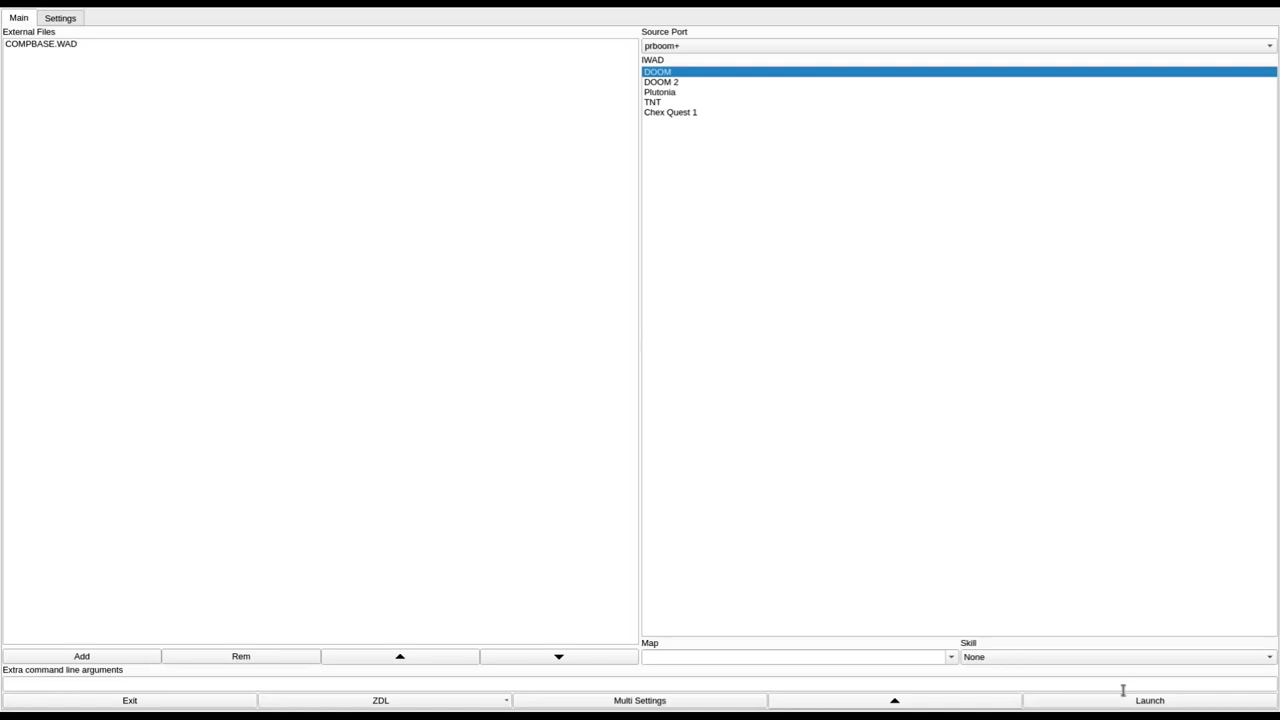 Main
Settings
External Files
COMPBASE.WAD
Source Port
prboom+
IWAD
DOOM
DOOM 2
Plutonia
TNT
Chex Quest 1
Map
Skill
None
Add
Rem
Extra command line arguments
Exit
ZDL
Multi Settings
Launch